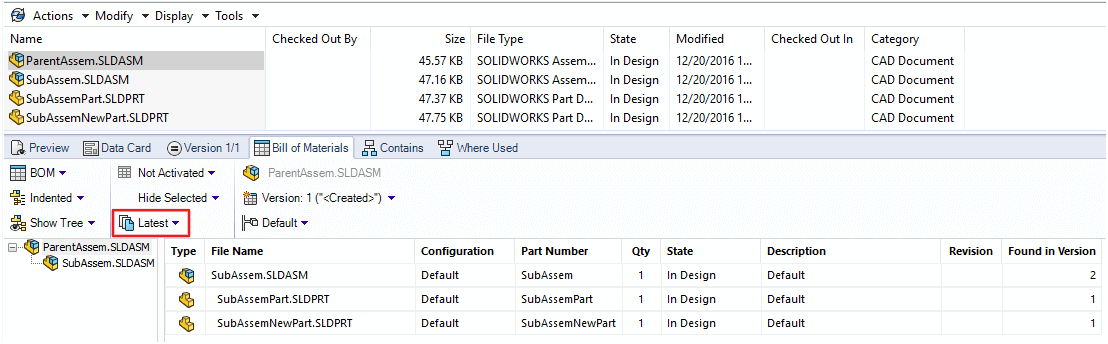 Actions Modify Display Tools
Name Checked Out By Size File Type State Modified Checked Out In Category
ParentAssem.SLDASM 45.57 KB SOLIDWORKS Assem... In Design 12/20/2016 1... CAD Document
SubAssem.SLDASM 47.16 KB SOLIDWORKS Assem... In Design 12/20/2016 1... CAD Document
SubAssemPart.SLDPRT 47.37 KB SOLIDWORKS Part D... In Design 12/20/2016 1... CAD Document
SubAssemNewPart.SLDPRT 47.75 KB SOLIDWORKS Part D... In Design 12/20/2016 1... CAD Document
Preview Data Card Version 1/1 Bill of Materials Contains Where Used
BOM Not Activated ParentAssem.SLDASM
Indented Hide Selected Version: 1 ("<Created>")
Show Tree Latest Default
ParentAssem.SLDASM
SubAssem.SLDASM
Type File Name Configuration Part Number Qty State Description Revision Found in Version
SubAssem.SLDASM Default SubAssem 1 In Design Default 2
SubAssemPart.SLDPRT Default SubAssemPart 1 In Design Default 1
SubAssemNewPart.SLDPRT Default SubAssemNewPart 1 In Design Default 1